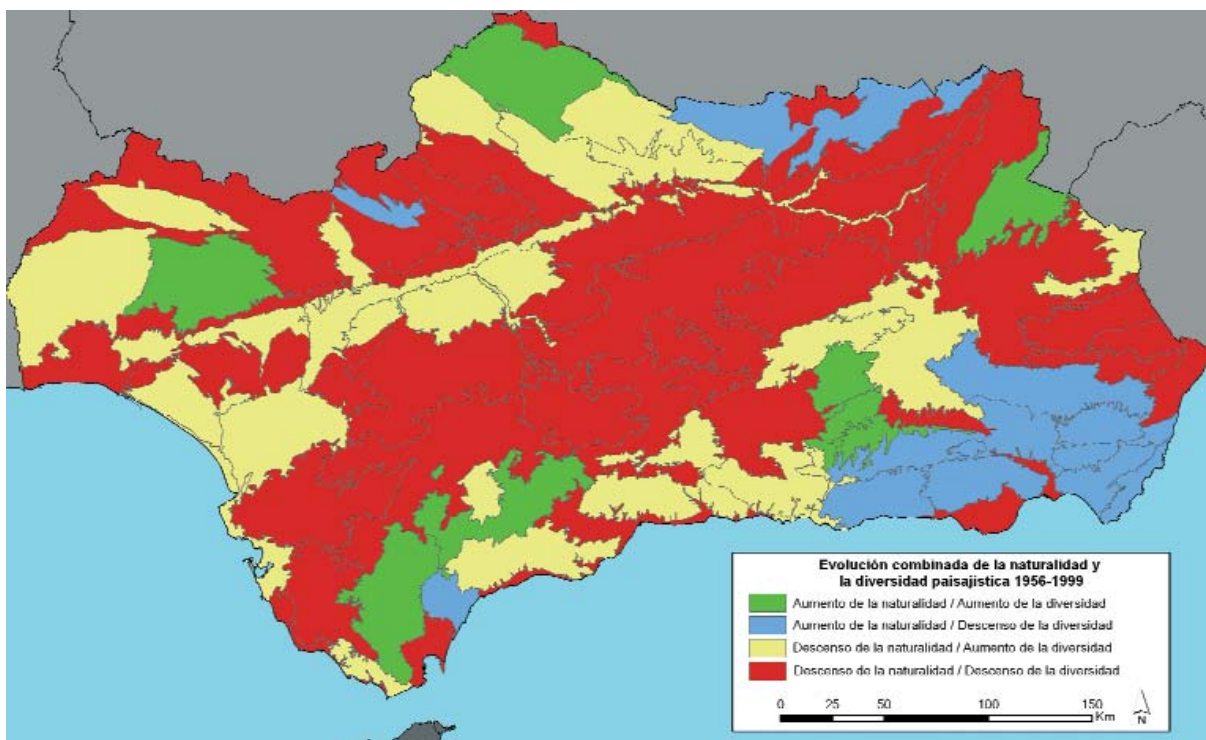 Evolución combinada de la naturalidad y
la diversidad paisajistica 1956-1999
Aumento de la naturalidad / Aumento de la diversidad
Aumento de la naturalidad / Descenso de la diversidad
Descenso de la naturalidad / Aumento de la diversidad
Descenso de la naturalidad / Descenso de la diversidad
0 25 50 100 150
Km
N